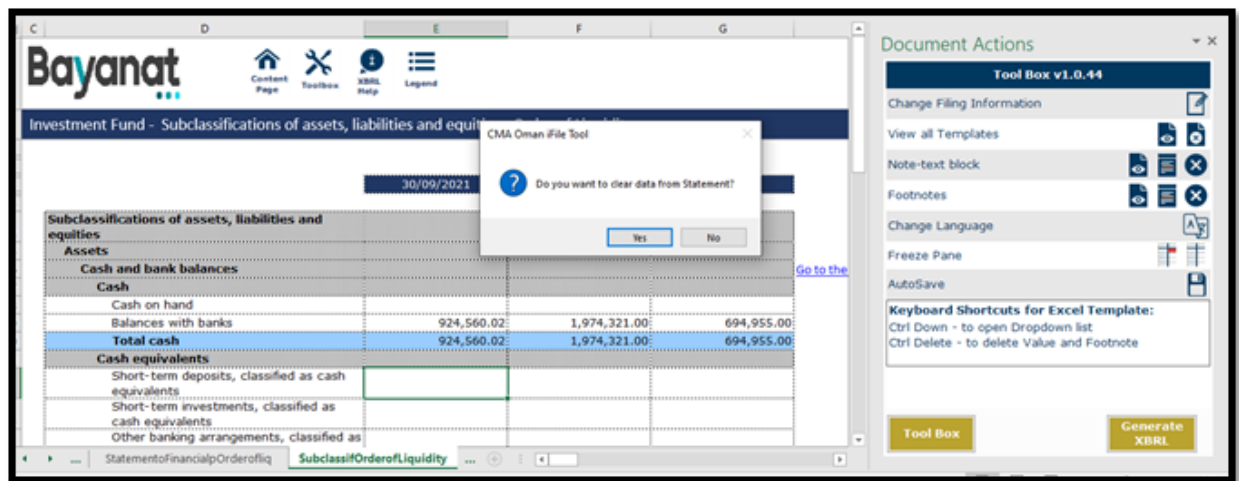 C D E F G
Bayanat
Content Page Toolbox XBRL Help Legend
Investment Fund - Subclassifications of assets, liabilities and equi
30/09/2021
Subclassifications of assets, liabilities and
equities
Assets
Cash and bank balances
Go to the
Cash
Cash on hand
Balances with banks 924,560.02 1,974,321.00 694,955.00
Total cash 924,560.02 1,974,321.00 694,955.00
Cash equivalents
Short-term deposits, classified as cash
equivalents
Short-term investments, classified as
cash equivalents
Other banking arrangements, classified as
StatementoFinancialpOrderofliq SubclassifOrderofLiquidity ...
CMA Oman iFile Tool
Do you want to clear data from Statement?
Yes No
Document Actions
Tool Box v1.0.44
Change Filing Information
View all Templates
Note-text block
Footnotes
Change Language
Freeze Pane
AutoSave
Keyboard Shortcuts for Excel Template:
Ctrl Down - to open Dropdown list
Ctrl Delete - to delete Value and Footnote
Tool Box
Generate
XBRL